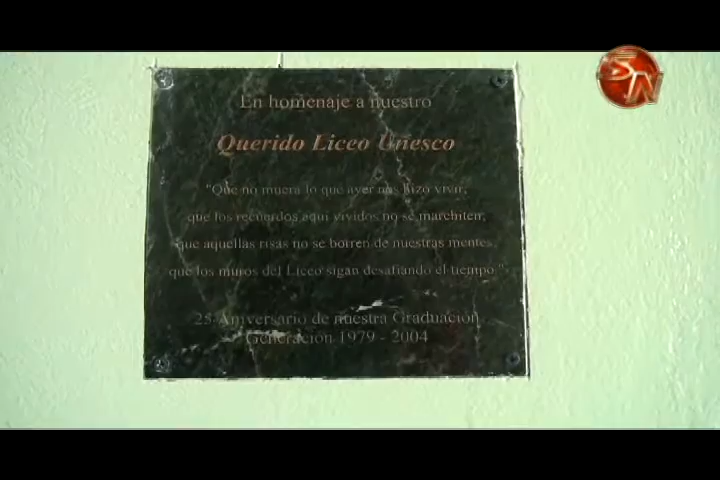 SN
En homenaje a nuestro
Querido Liceo Unesco
"Que no muera lo que ayer nos hizo vivir,
que los recuerdos aquí vividos no se marchiten,
que aquellas risas no se borren de nuestras mentes,
que los muros del Liceo sigan desafiando el tiempo."
25 Aniversario de nuestra Graduación
Generación 1979 - 2004